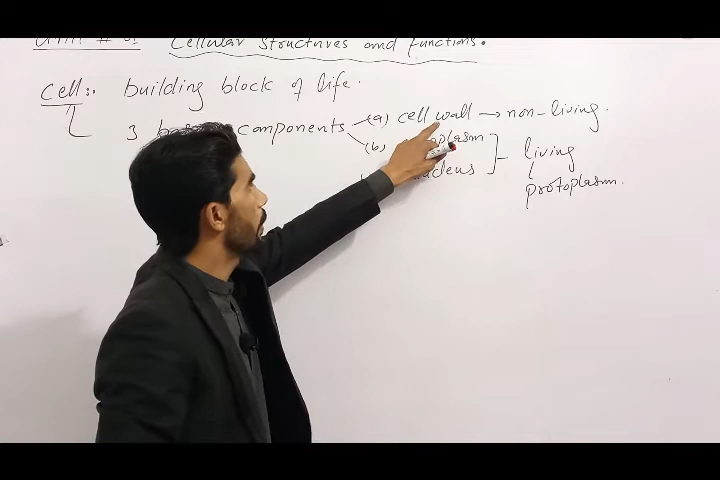 Cellular Structures and Functions.
Cell:. building block of life.
3 components (a) cell wall → non-living.
(b)
living
protoplasm.